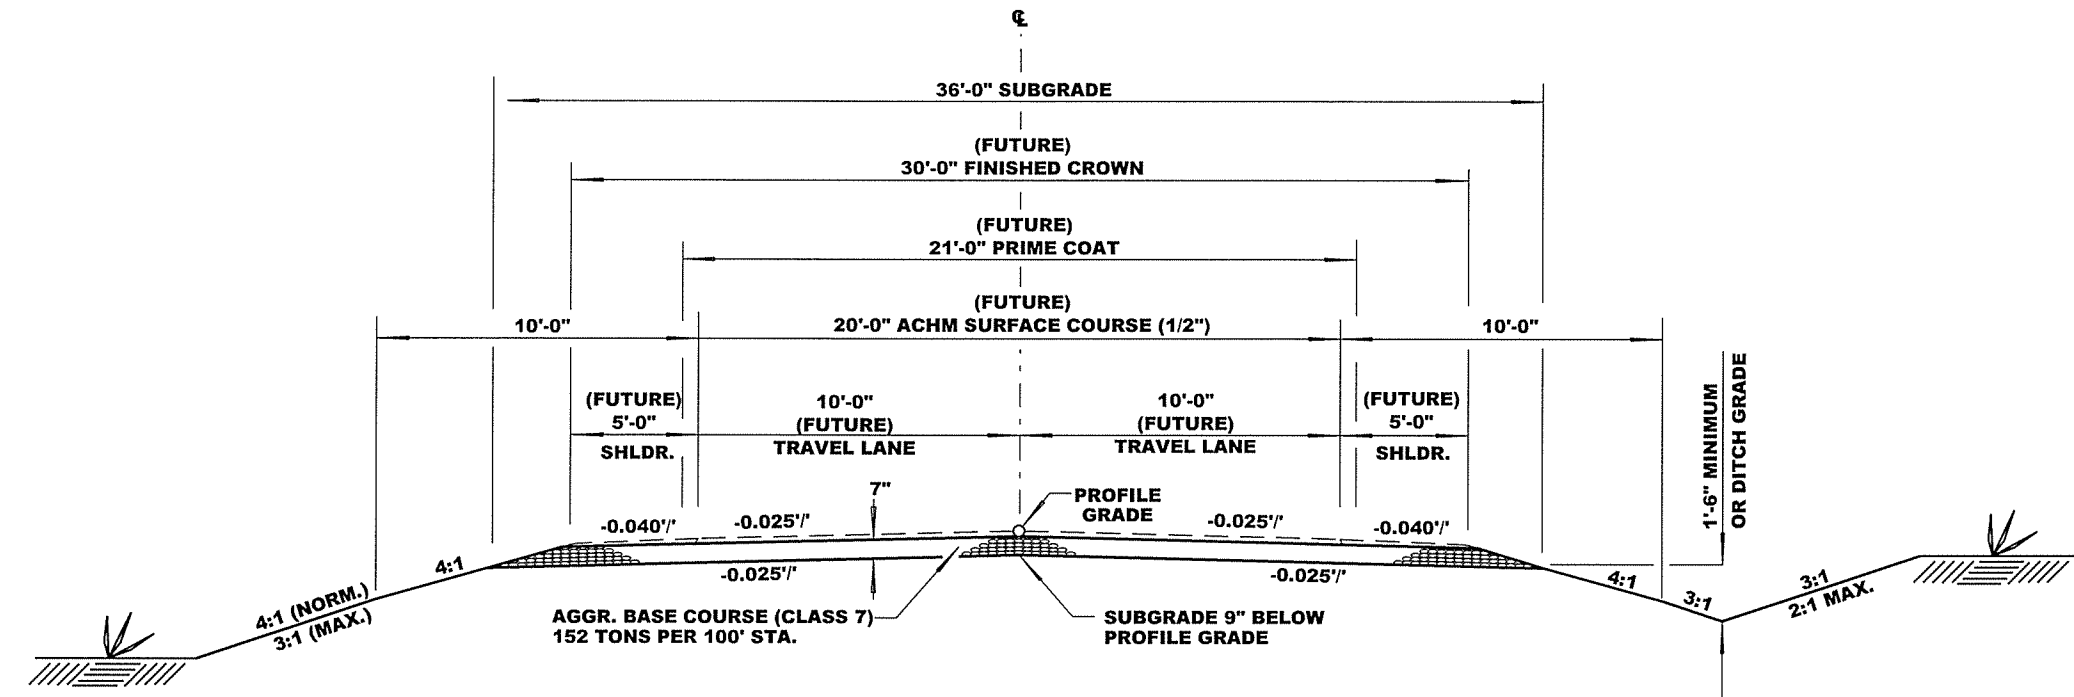 ℄
36'-0" SUBGRADE
(FUTURE)
30'-0" FINISHED CROWN
(FUTURE)
21'-0" PRIME COAT
(FUTURE)
10'-0"
20'-0" ACHM SURFACE COURSE (1/2")
10'-0"
(FUTURE)
5'-0"
SHLDR.
10'-0"
(FUTURE)
TRAVEL LANE
10'-0"
(FUTURE)
TRAVEL LANE
(FUTURE)
5'-0"
SHLDR.
1'-6" MINIMUM
OR DITCH GRADE
7"
PROFILE
GRADE
-0.040'/'
-0.025'/'
-0.025'/'
-0.040'/'
4:1
-0.025'/'
-0.025'/'
4:1
3:1
3:1
2:1 MAX.
4:1 (NORM.)
3:1 (MAX.)
AGGR. BASE COURSE (CLASS 7)
152 TONS PER 100' STA.
SUBGRADE 9" BELOW
PROFILE GRADE